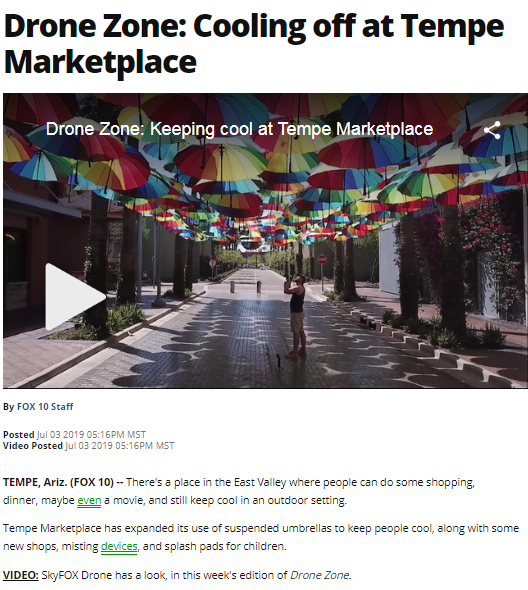 Drone Zone: Cooling off at Tempe
Marketplace
Drone Zone: Keeping cool at Tempe Marketplace
By FOX 10 Staff
Posted Jul 03 2019 05:16PM MST
Video Posted Jul 03 2019 05:16PM MST
TEMPE, Ariz. (FOX 10) -- There's a place in the East Valley where people can do some shopping,
dinner, maybe even a movie, and still keep cool in an outdoor setting.
Tempe Marketplace has expanded its use of suspended umbrellas to keep people cool, along with some
new shops, misting devices, and splash pads for children.
VIDEO: SkyFOX Drone has a look, in this week's edition of Drone Zone.